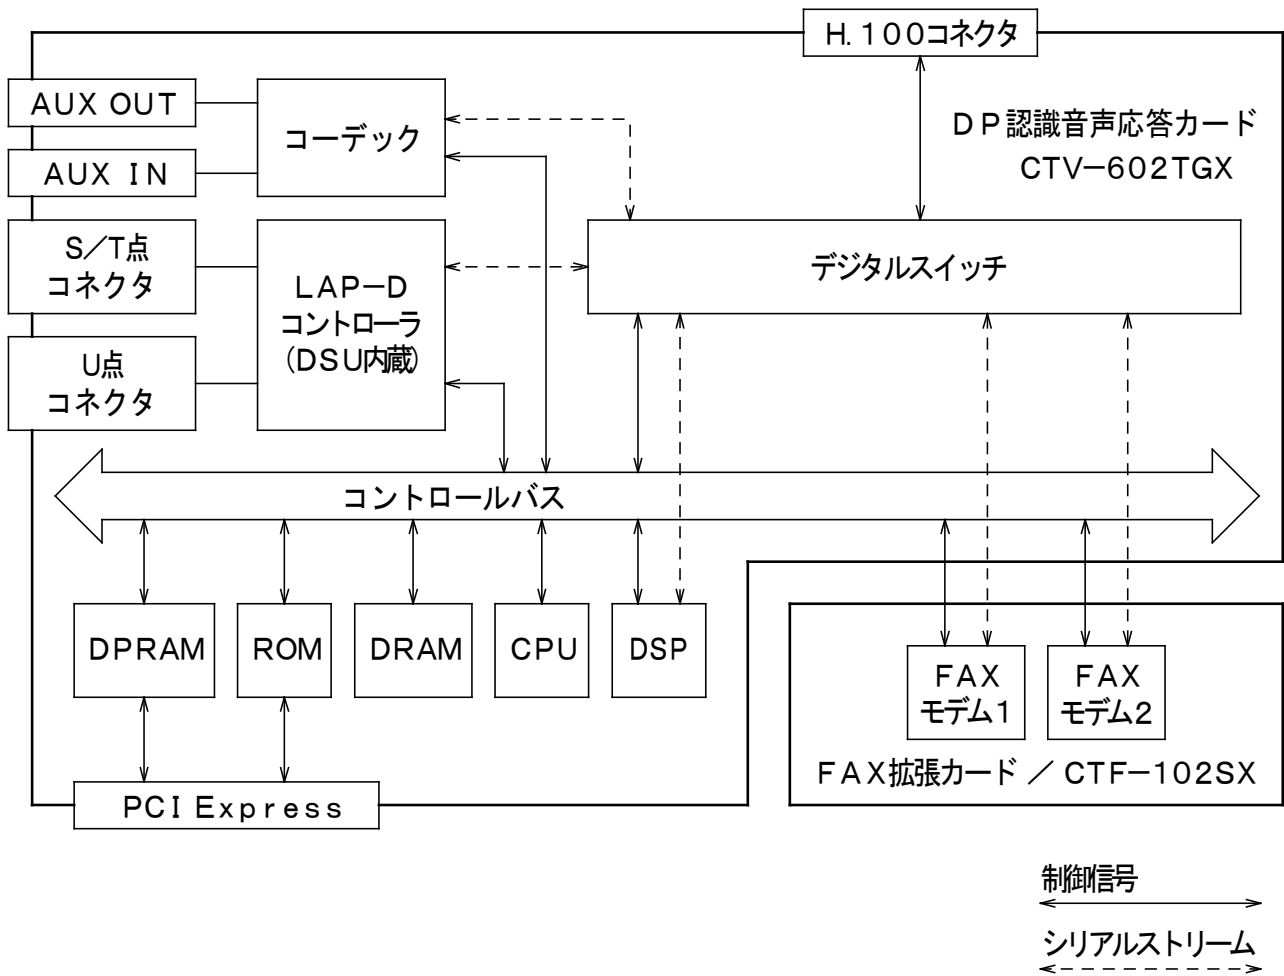 H.100コネクタ
AUX OUT
コーデック
DP認識音声応答カード
CTV-602TGX
AUX IN
S/T点
コネクタ
LAP-D
コントローラ
(DSU内蔵)
デジタルスイッチ
U点
コネクタ
コントロールバス
DPRAM
ROM
DRAM
CPU
DSP
FAX
モデム1
FAX
モデム2
FAX拡張カード / CTF-102SX
PCI Express
制御信号
シリアルストリーム